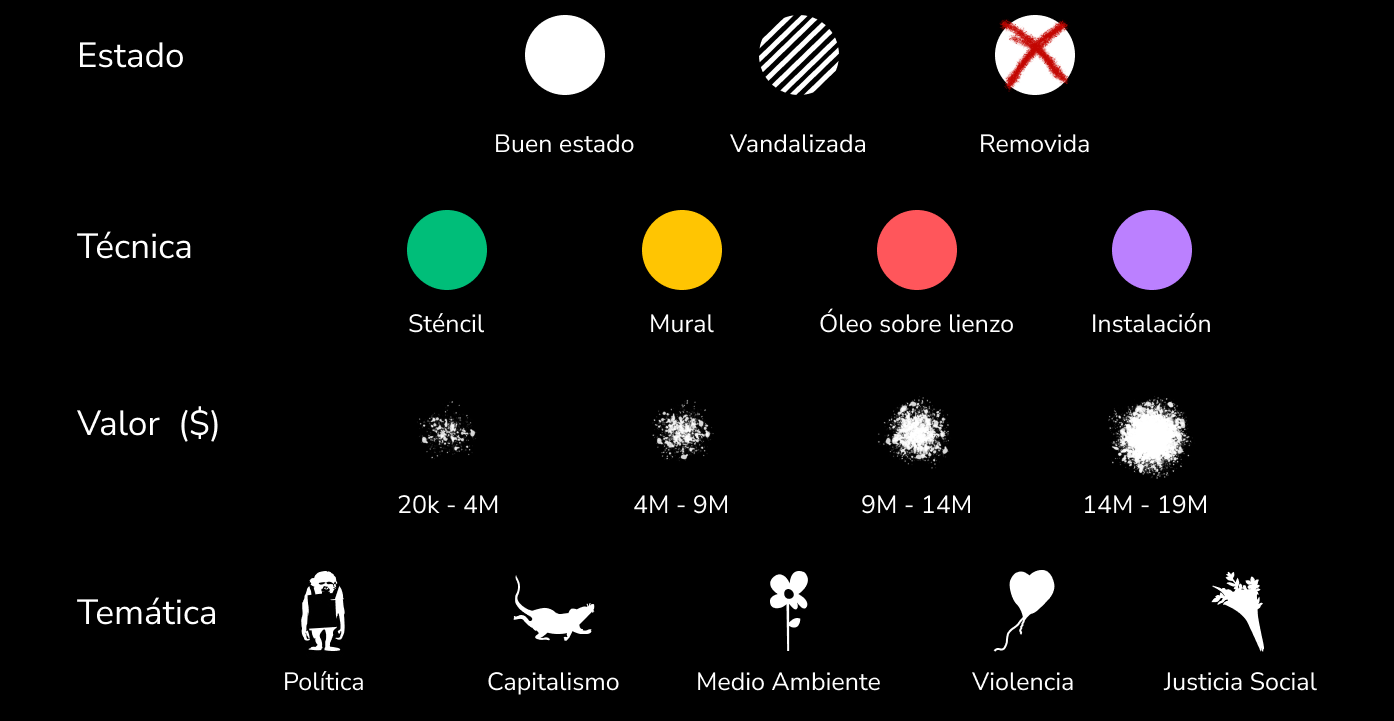 Estado
Buen estado
Vandalizada
Removida
Técnica
Sténcil
Mural
Óleo sobre lienzo
Instalación
Valor ($)
20k - 4M
4M - 9M
9M - 14M
14M - 19M
Temática
Política
Capitalismo
Medio Ambiente
Violencia
Justicia Social